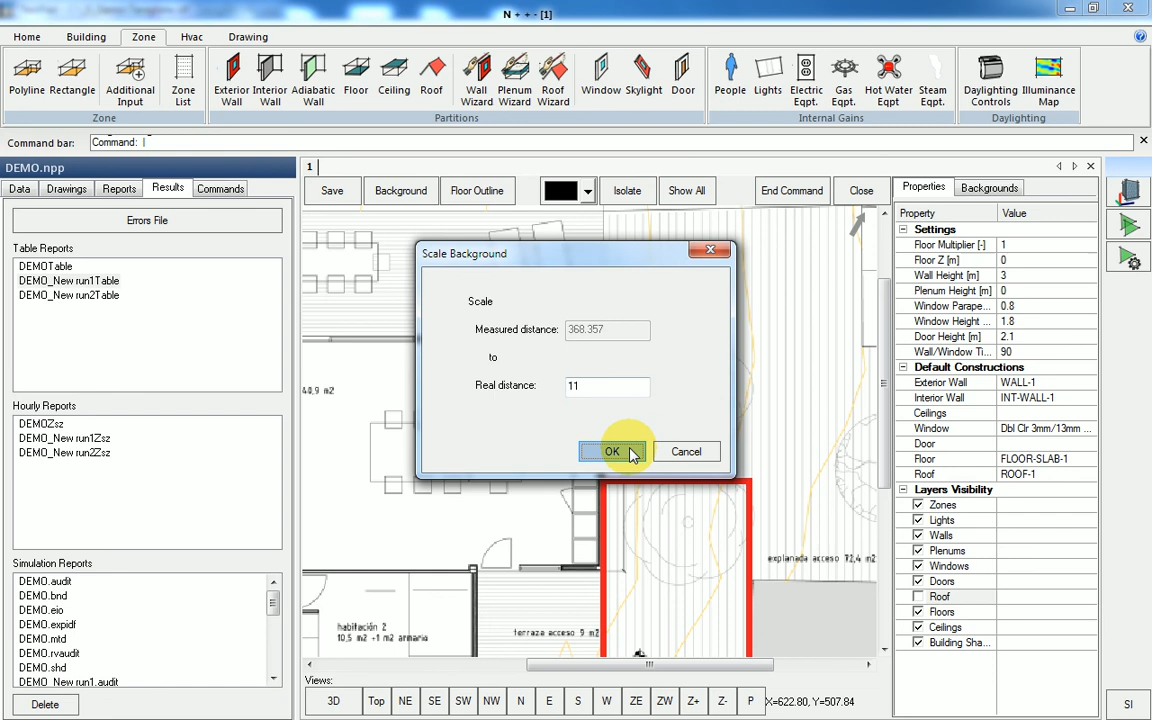 N + + - [1]
Home Building Zone Hvac Drawing
Polyline Rectangle Additional Input Zone List Exterior Wall Interior Wall Adiabatic Wall Floor Ceiling Roof Wall Wizard Plenum Wizard Roof Wizard Window Skylight Door People Lights Electric Eqpt. Gas Eqpt. Hot Water Eqpt Steam Eqpt. Daylighting Controls Illuminance Map
Zone Partitions Internal Gains Daylighting
Command bar: Command:
DEMO.npp
1
Data Drawings Reports Results Commands
Save Background Floor Outline Isolate Show All End Command Close
Errors File
Table Reports
DEMOTable
DEMO_New run1Table
DEMO_New run2Table
Hourly Reports
DEMOZsz
DEMO_New run1Zsz
DEMO_New run2Zsz
Simulation Reports
DEMO.audit
DEMO.bnd
DEMO.eio
DEMO.expidf
DEMO.mtd
DEMO.rvaudit
DEMO.shd
DEMO_New run1.audit
Delete
Scale Background
Scale
Measured distance: 368.357
to
Real distance: 11
OK Cancel
40,9 m2
explanada acceso 72,4 m2
habitación 2
10,5 m2 +1 m2 armario
terraza acceso 9 m2
Views:
3D Top NE SE SW NW N E S W ZE ZW Z+ Z- P X=622.80, Y=507.84
Properties Backgrounds
Property Value
Settings
Floor Multiplier [-] 1
Floor Z [m] 0
Wall Height [m] 3
Plenum Height [m] 0
Window Parape... 0.8
Window Height ... 1.8
Door Height [m] 2.1
Wall/Window Ti... 90
Default Constructions
Exterior Wall WALL-1
Interior Wall INT-WALL-1
Ceilings
Window Dbl Clr 3mm/13mm ...
Door
Floor FLOOR-SLAB-1
Roof ROOF-1
Layers Visibility
Zones
Lights
Walls
Plenums
Windows
Doors
Roof
Floors
Ceilings
Building Sha...
SI